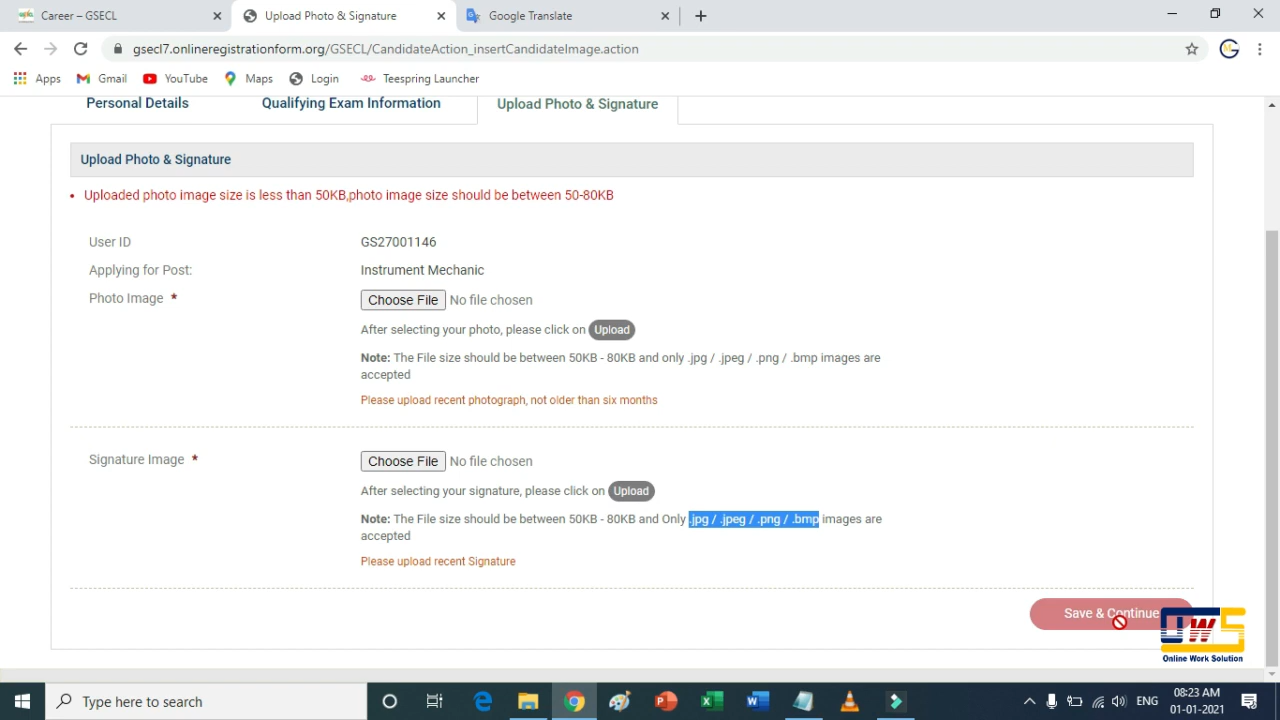 Career – GSECL
Upload Photo & Signature
Google Translate
gsecl7.onlineregistrationform.org/GSECL/CandidateAction_insertCandidateImage.action
Apps
Gmail
YouTube
Maps
Login
Teespring Launcher
Personal Details
Qualifying Exam Information
Upload Photo & Signature
Upload Photo & Signature
• Uploaded photo image size is less than 50KB,photo image size should be between 50-80KB
User ID GS27001146
Applying for Post: Instrument Mechanic
Photo Image * Choose File No file chosen
After selecting your photo, please click on Upload
Note: The File size should be between 50KB - 80KB and only .jpg / .jpeg / .png / .bmp images are
accepted
Please upload recent photograph, not older than six months
Signature Image * Choose File No file chosen
After selecting your signature, please click on Upload
Note: The File size should be between 50KB - 80KB and Only .jpg / .jpeg / .png / .bmp images are
accepted
Please upload recent Signature
Save & Continue
OWS
Online Work Solution
Type here to search
ENG
08:23 AM
01-01-2021